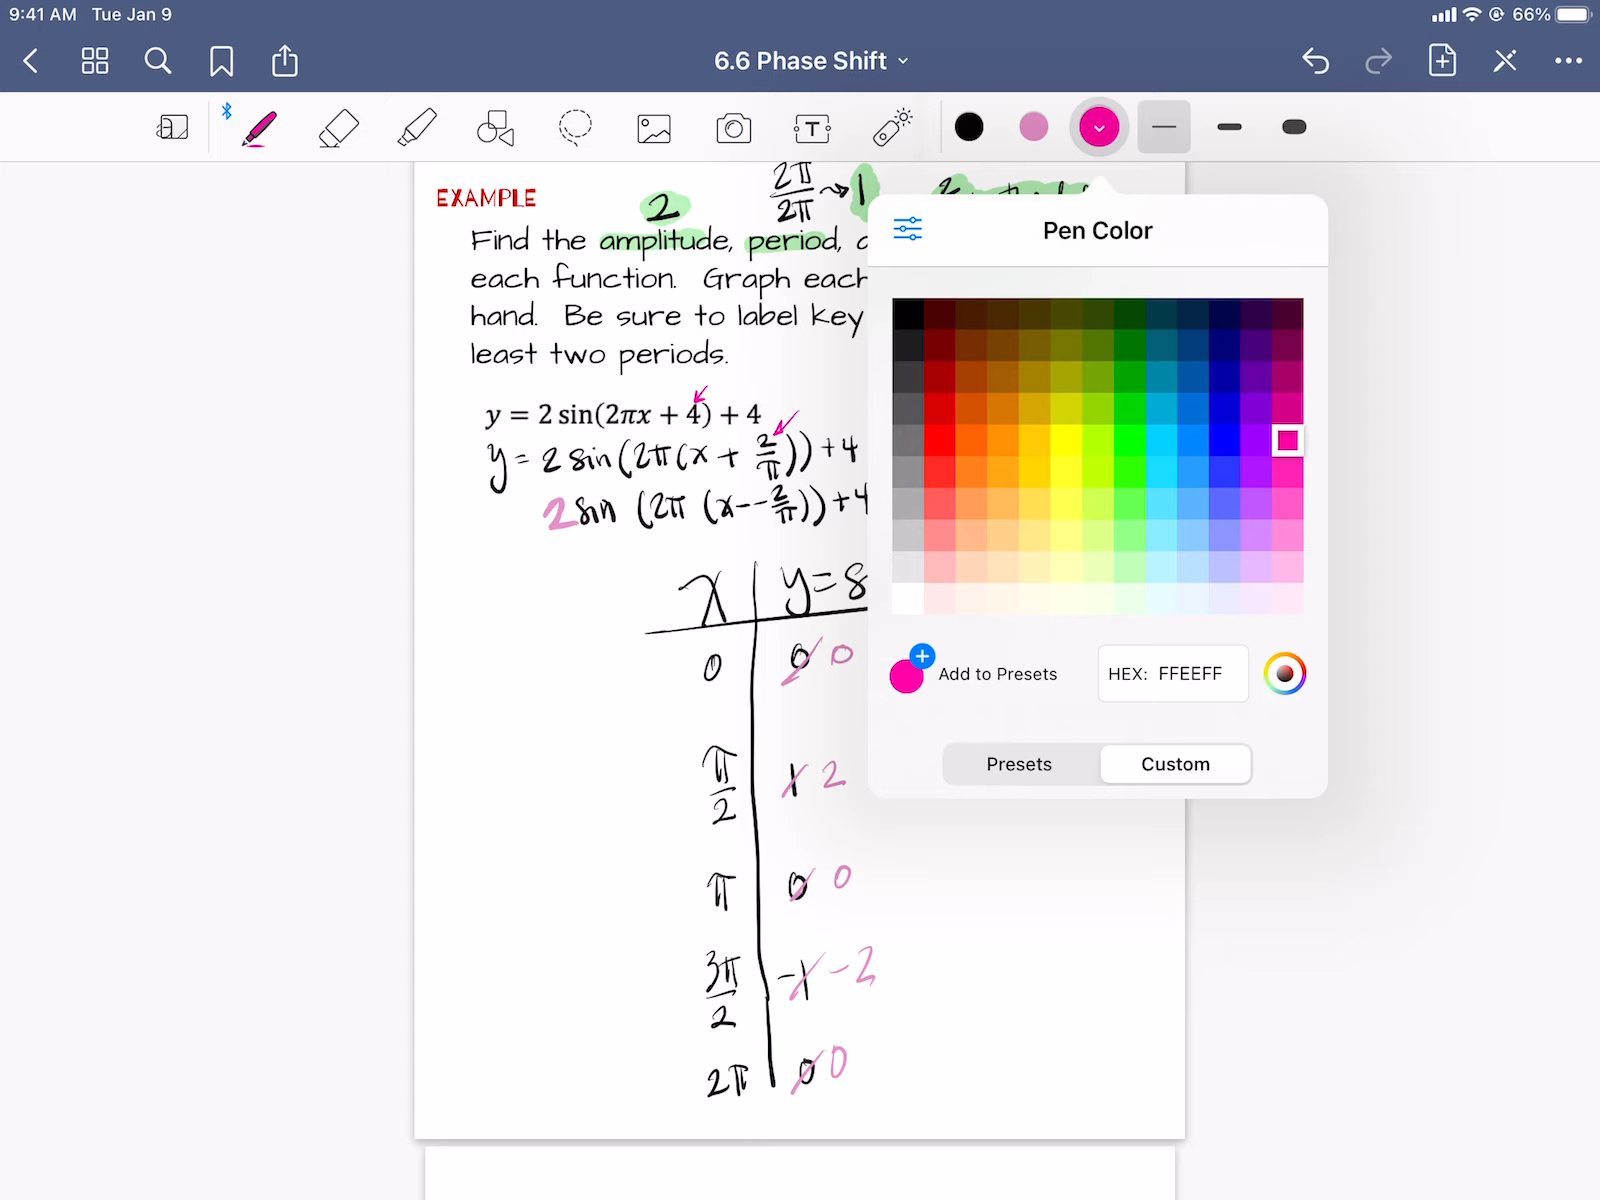 9:41 AM Tue Jan 9 66%
6.6 Phase Shift
EXAMPLE
2
2π/2π → 1
Find the amplitude, period,
each function. Graph each
hand. Be sure to label key
least two periods.
y = 2 sin(2πx + 4) + 4
y = 2 sin(2π(x + 2/π)) + 4
2 sin (2π (x - - 2/π)) + 4
x y = 8
0 0 0
π/2 1 2
π 0 0
3π/2 -1 -2
2π 0 0
Pen Color
Add to Presets
HEX: FFEEFF
Presets Custom